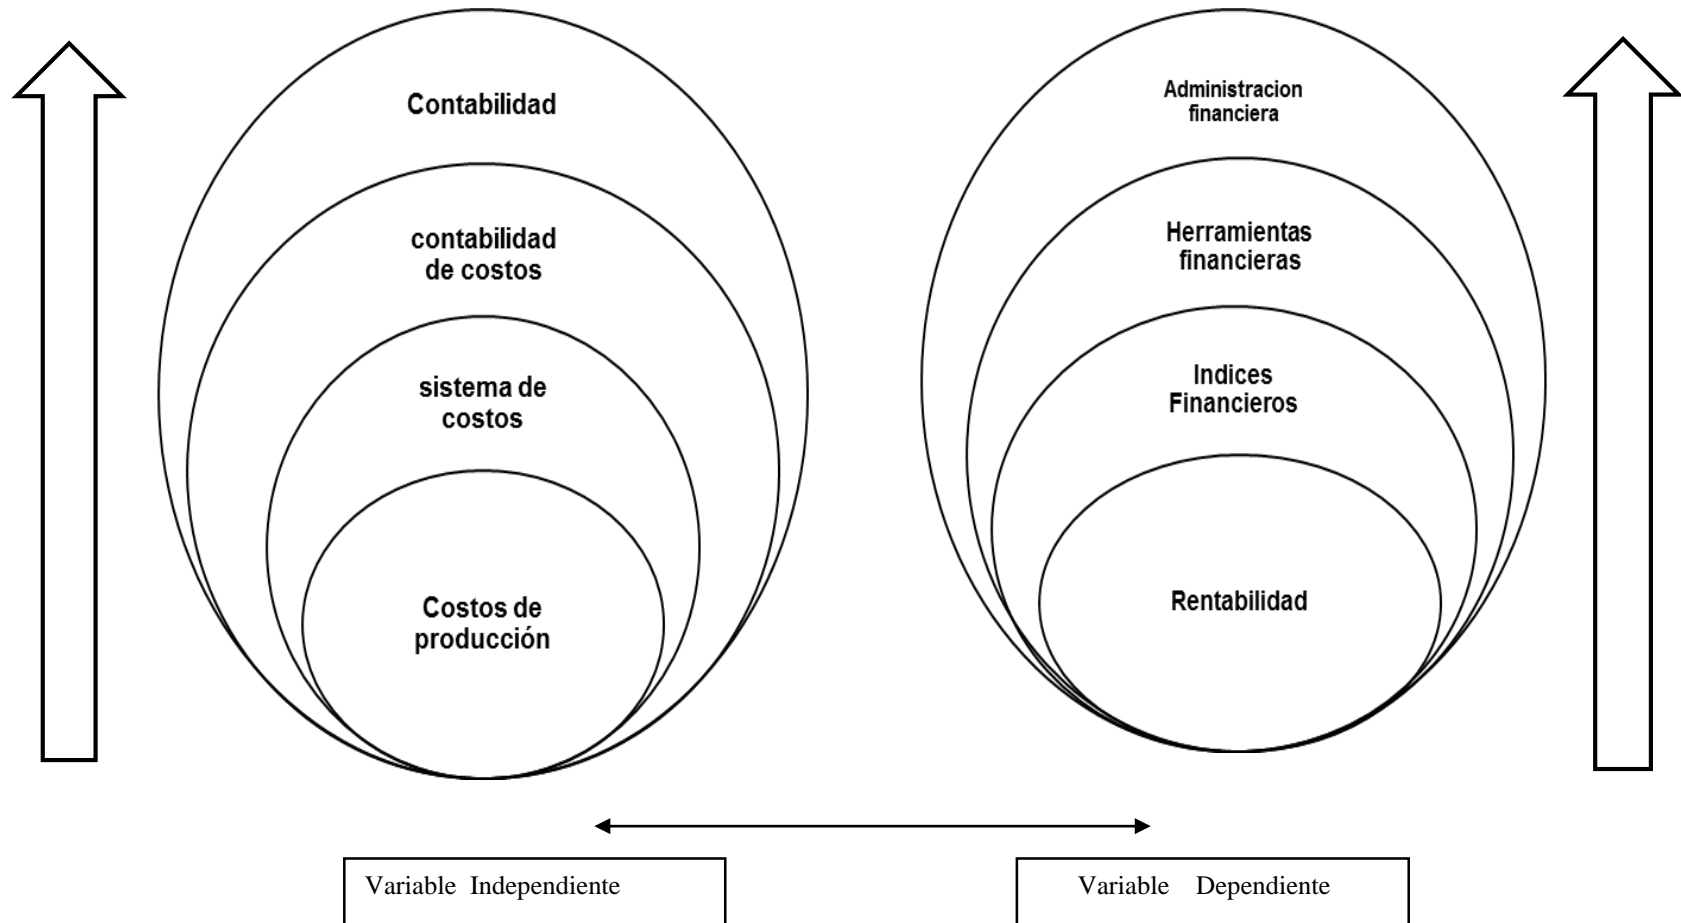 Contabilidad
contabilidad
de costos
sistema de
costos
Costos de
producción
Administracion
financiera
Herramientas
financieras
Indices
Financieros
Rentabilidad
Variable Independiente
Variable Dependiente